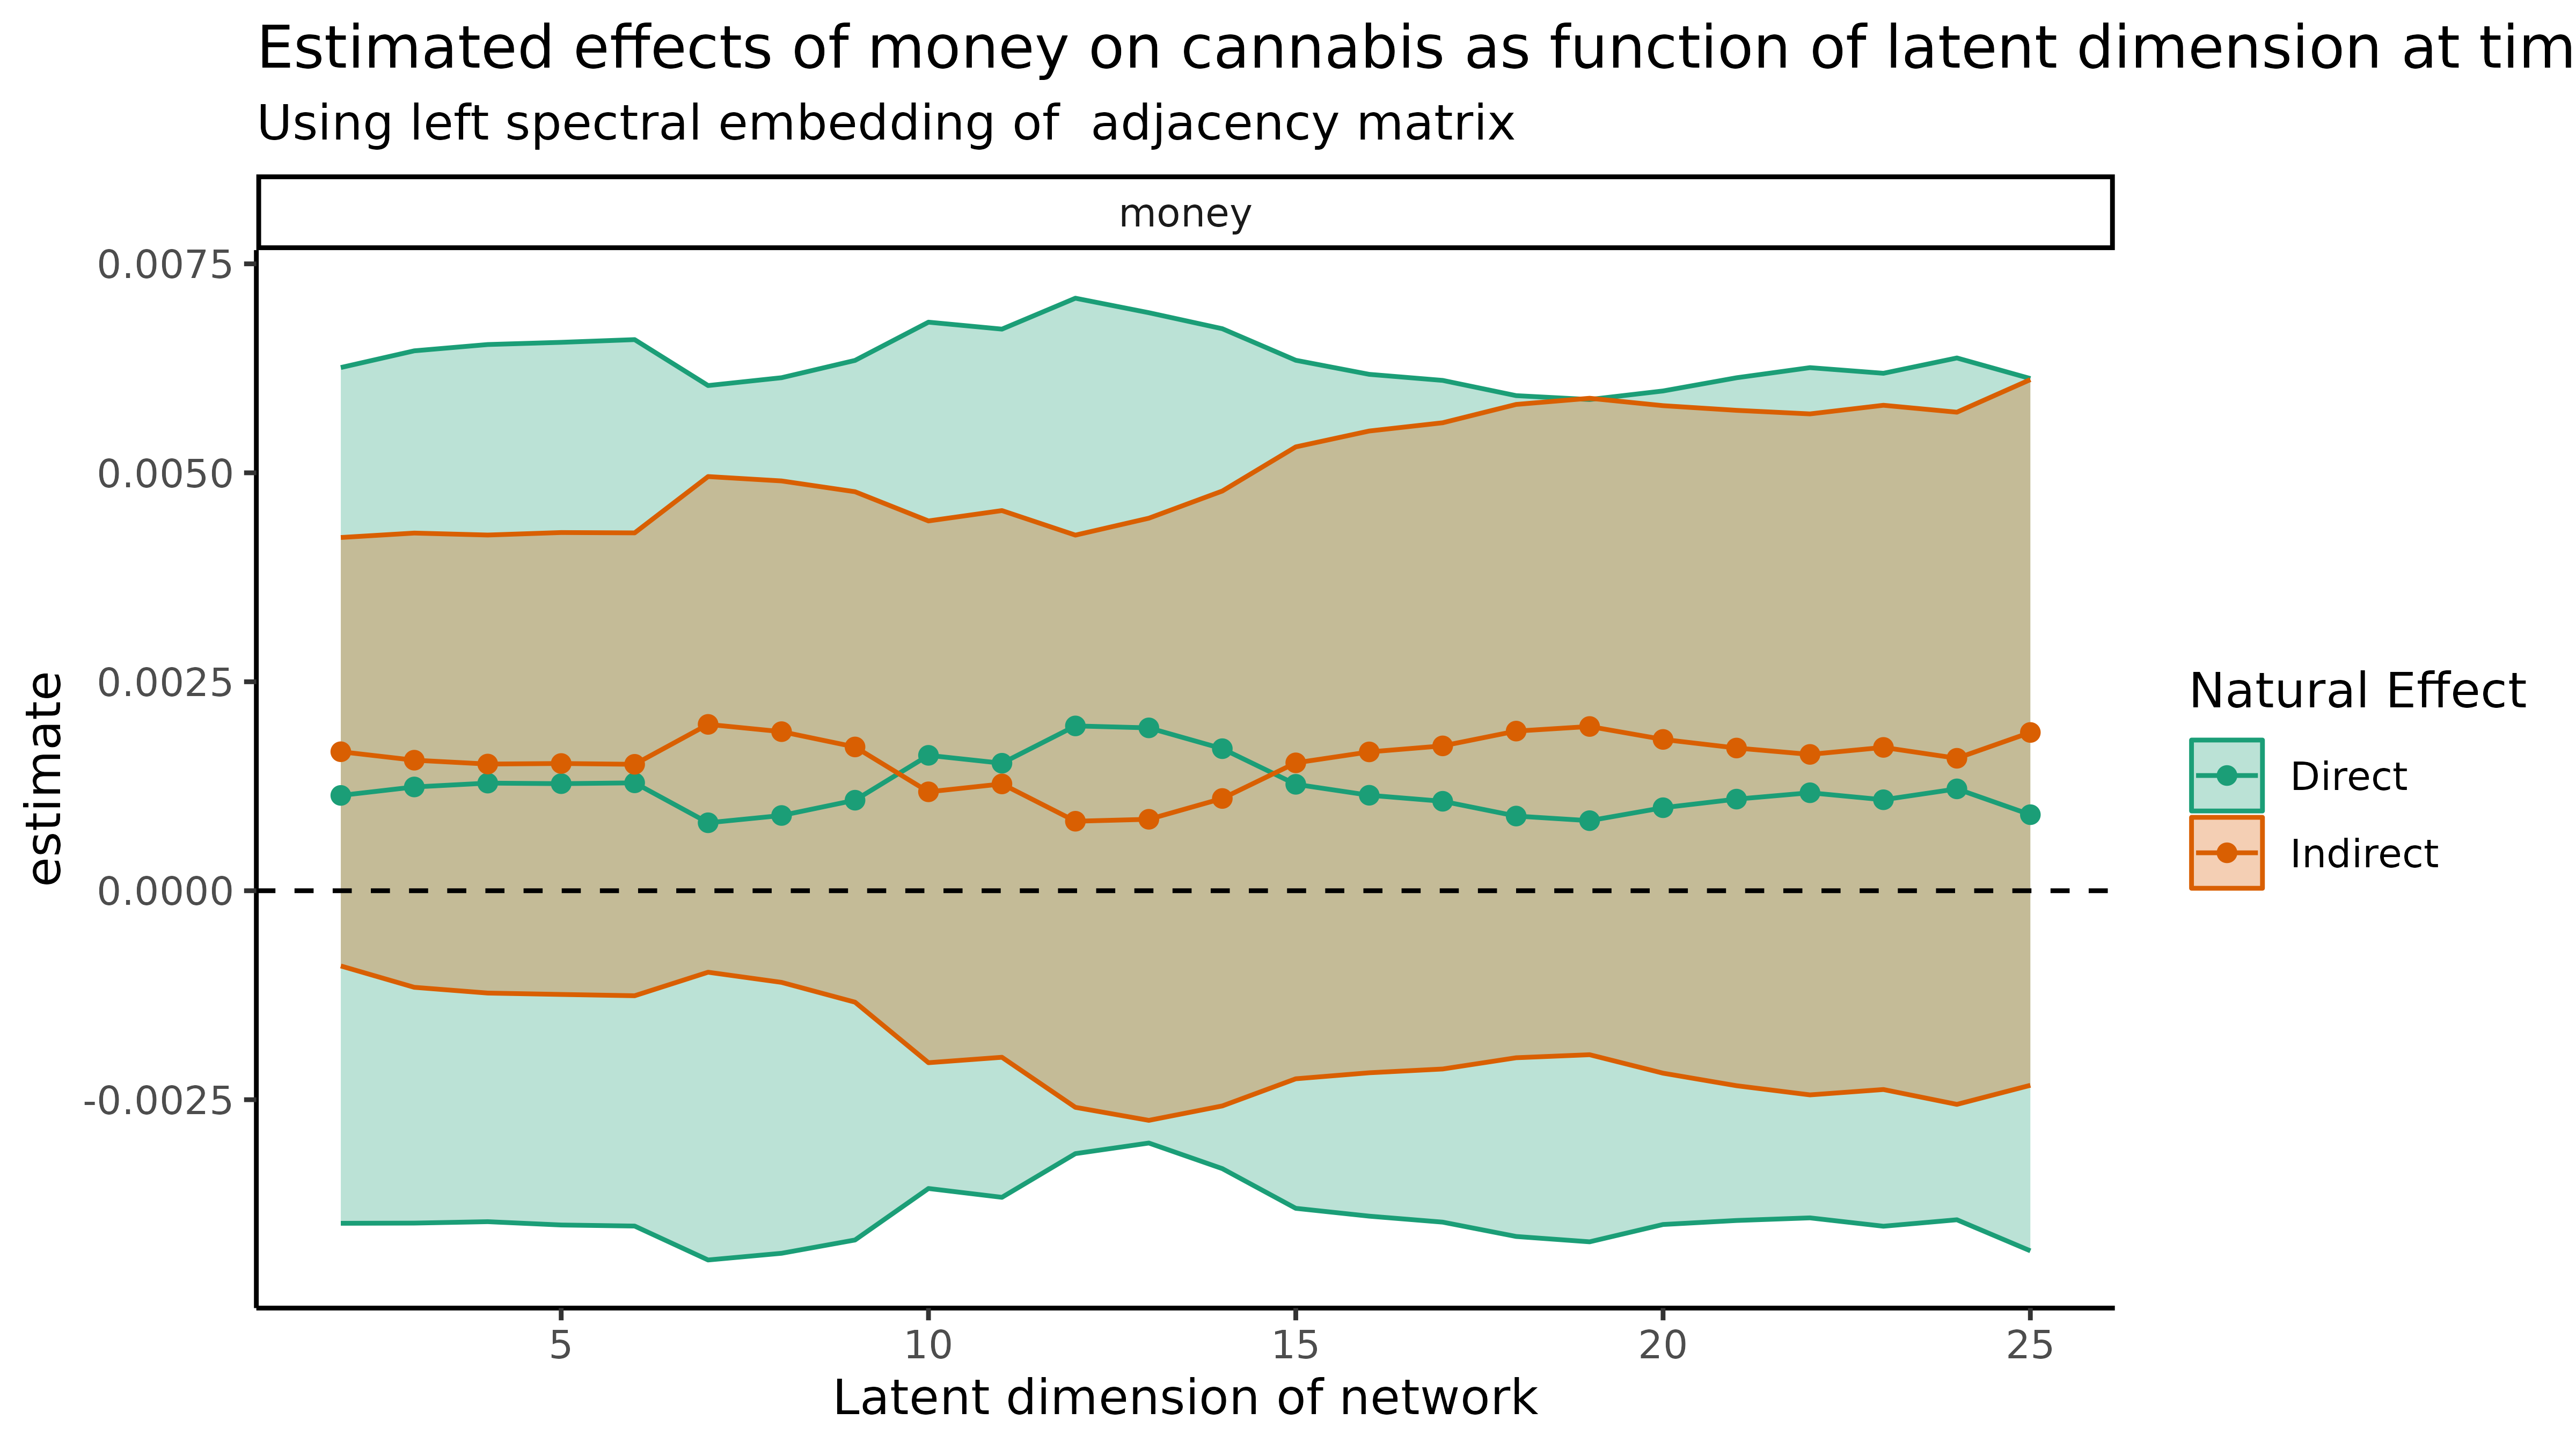 Estimated effects of money on cannabis as function of latent dimension at tim
Using left spectral embedding of  adjacency matrix
money
0.0075
0.0050
0.0025
0.0000
-0.0025
estimate
5 10 15 20 25
Latent dimension of network
Natural Effect
Direct
Indirect